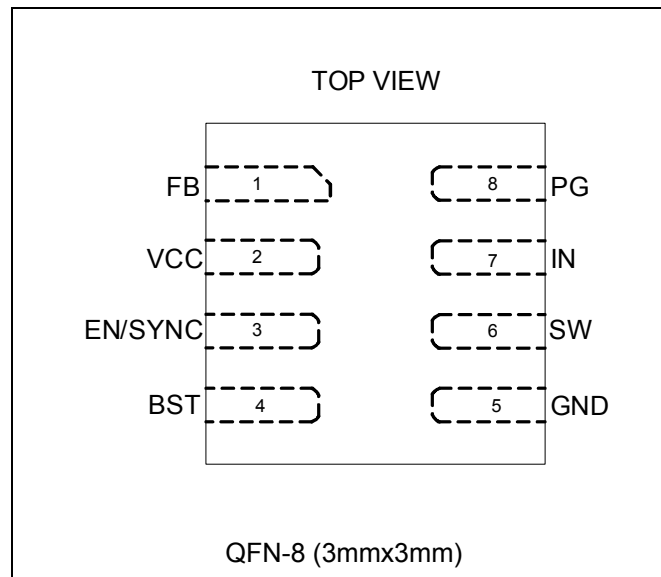 TOP VIEW
FB 1 8 PG
VCC 2 7 IN
EN/SYNC 3 6 SW
BST 4 5 GND
QFN-8 (3mmx3mm)